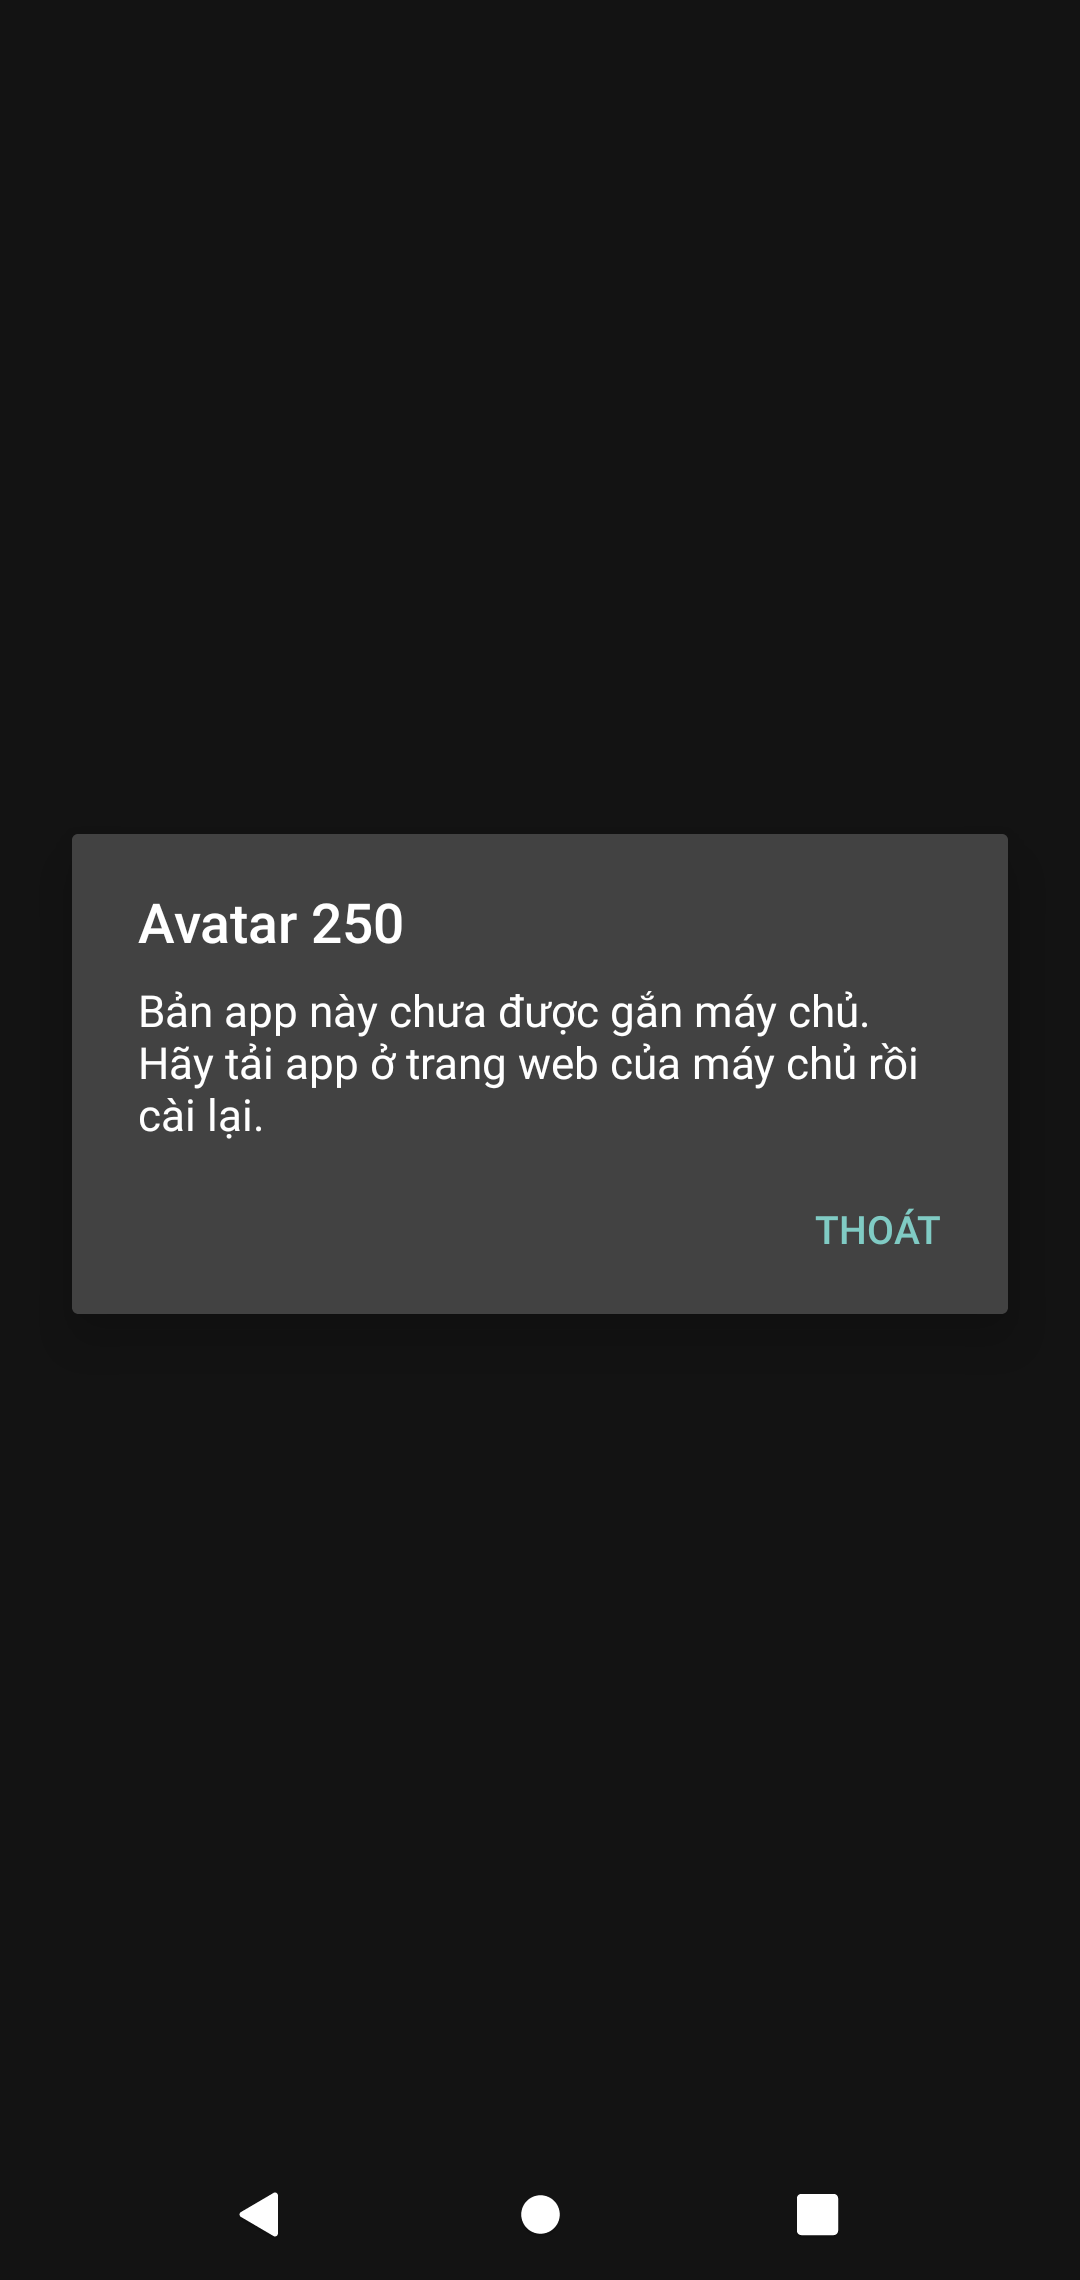 Avatar 250
Bản app này chưa được gắn máy chủ.
Hãy tải app ở trang web của máy chủ rồi
cài lại.
THOÁT